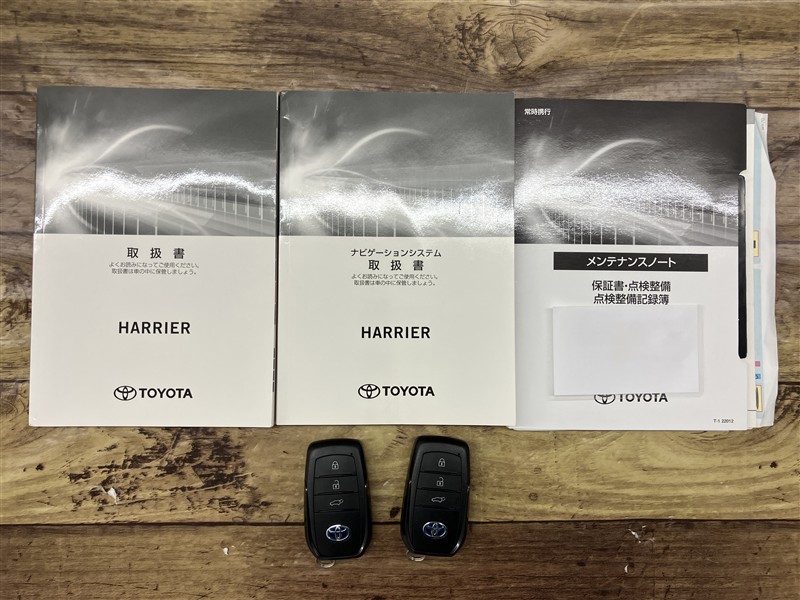 取扱書
よくお読みになってご使用ください。
取扱書は車の中に保管しましょう。
HARRIER
TOYOTA
ナビゲーションシステム
取扱書
よくお読みになってご使用ください。
取扱書は車の中に保管しましょう。
HARRIER
TOYOTA
常時携行
メンテナンスノート
保証書・点検整備
点検整備記録簿
TOYOTA
T-1 22012